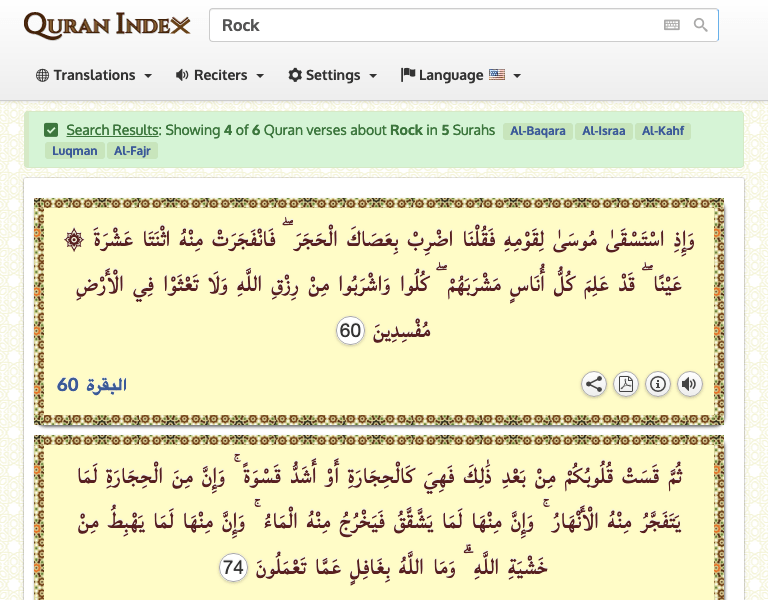 QURAN INDEX
Rock
Translations Reciters Settings Language
Search Results: Showing 4 of 6 Quran verses about Rock in 5 Surahs Al-Baqara Al-Israa Al-Kahf
Luqman Al-Fajr
۞ وَإِذِ اسْتَسْقَىٰ مُوسَىٰ لِقَوْمِهِ فَقُلْنَا اضْرِبْ بِعَصَاكَ الْحَجَرَ ۖ فَانْفَجَرَتْ مِنْهُ اثْنَتَا عَشْرَةَ
عَيْنًا ۖ قَدْ عَلِمَ كُلُّ أُنَاسٍ مَشْرَبَهُمْ ۖ كُلُوا وَاشْرَبُوا مِنْ رِزْقِ اللَّهِ وَلَا تَعْثَوْا فِي الْأَرْضِ
مُفْسِدِينَ 60
البقرة 60
ثُمَّ قَسَتْ قُلُوبُكُمْ مِنْ بَعْدِ ذَٰلِكَ فَهِيَ كَالْحِجَارَةِ أَوْ أَشَدُّ قَسْوَةً ۚ وَإِنَّ مِنَ الْحِجَارَةِ لَمَا
يَتَفَجَّرُ مِنْهُ الْأَنْهَارُ ۚ وَإِنَّ مِنْهَا لَمَا يَشَّقَّقُ فَيَخْرُجُ مِنْهُ الْمَاءُ ۚ وَإِنَّ مِنْهَا لَمَا يَهْبِطُ مِنْ
خَشْيَةِ اللَّهِ ۗ وَمَا اللَّهُ بِغَافِلٍ عَمَّا تَعْمَلُونَ 74